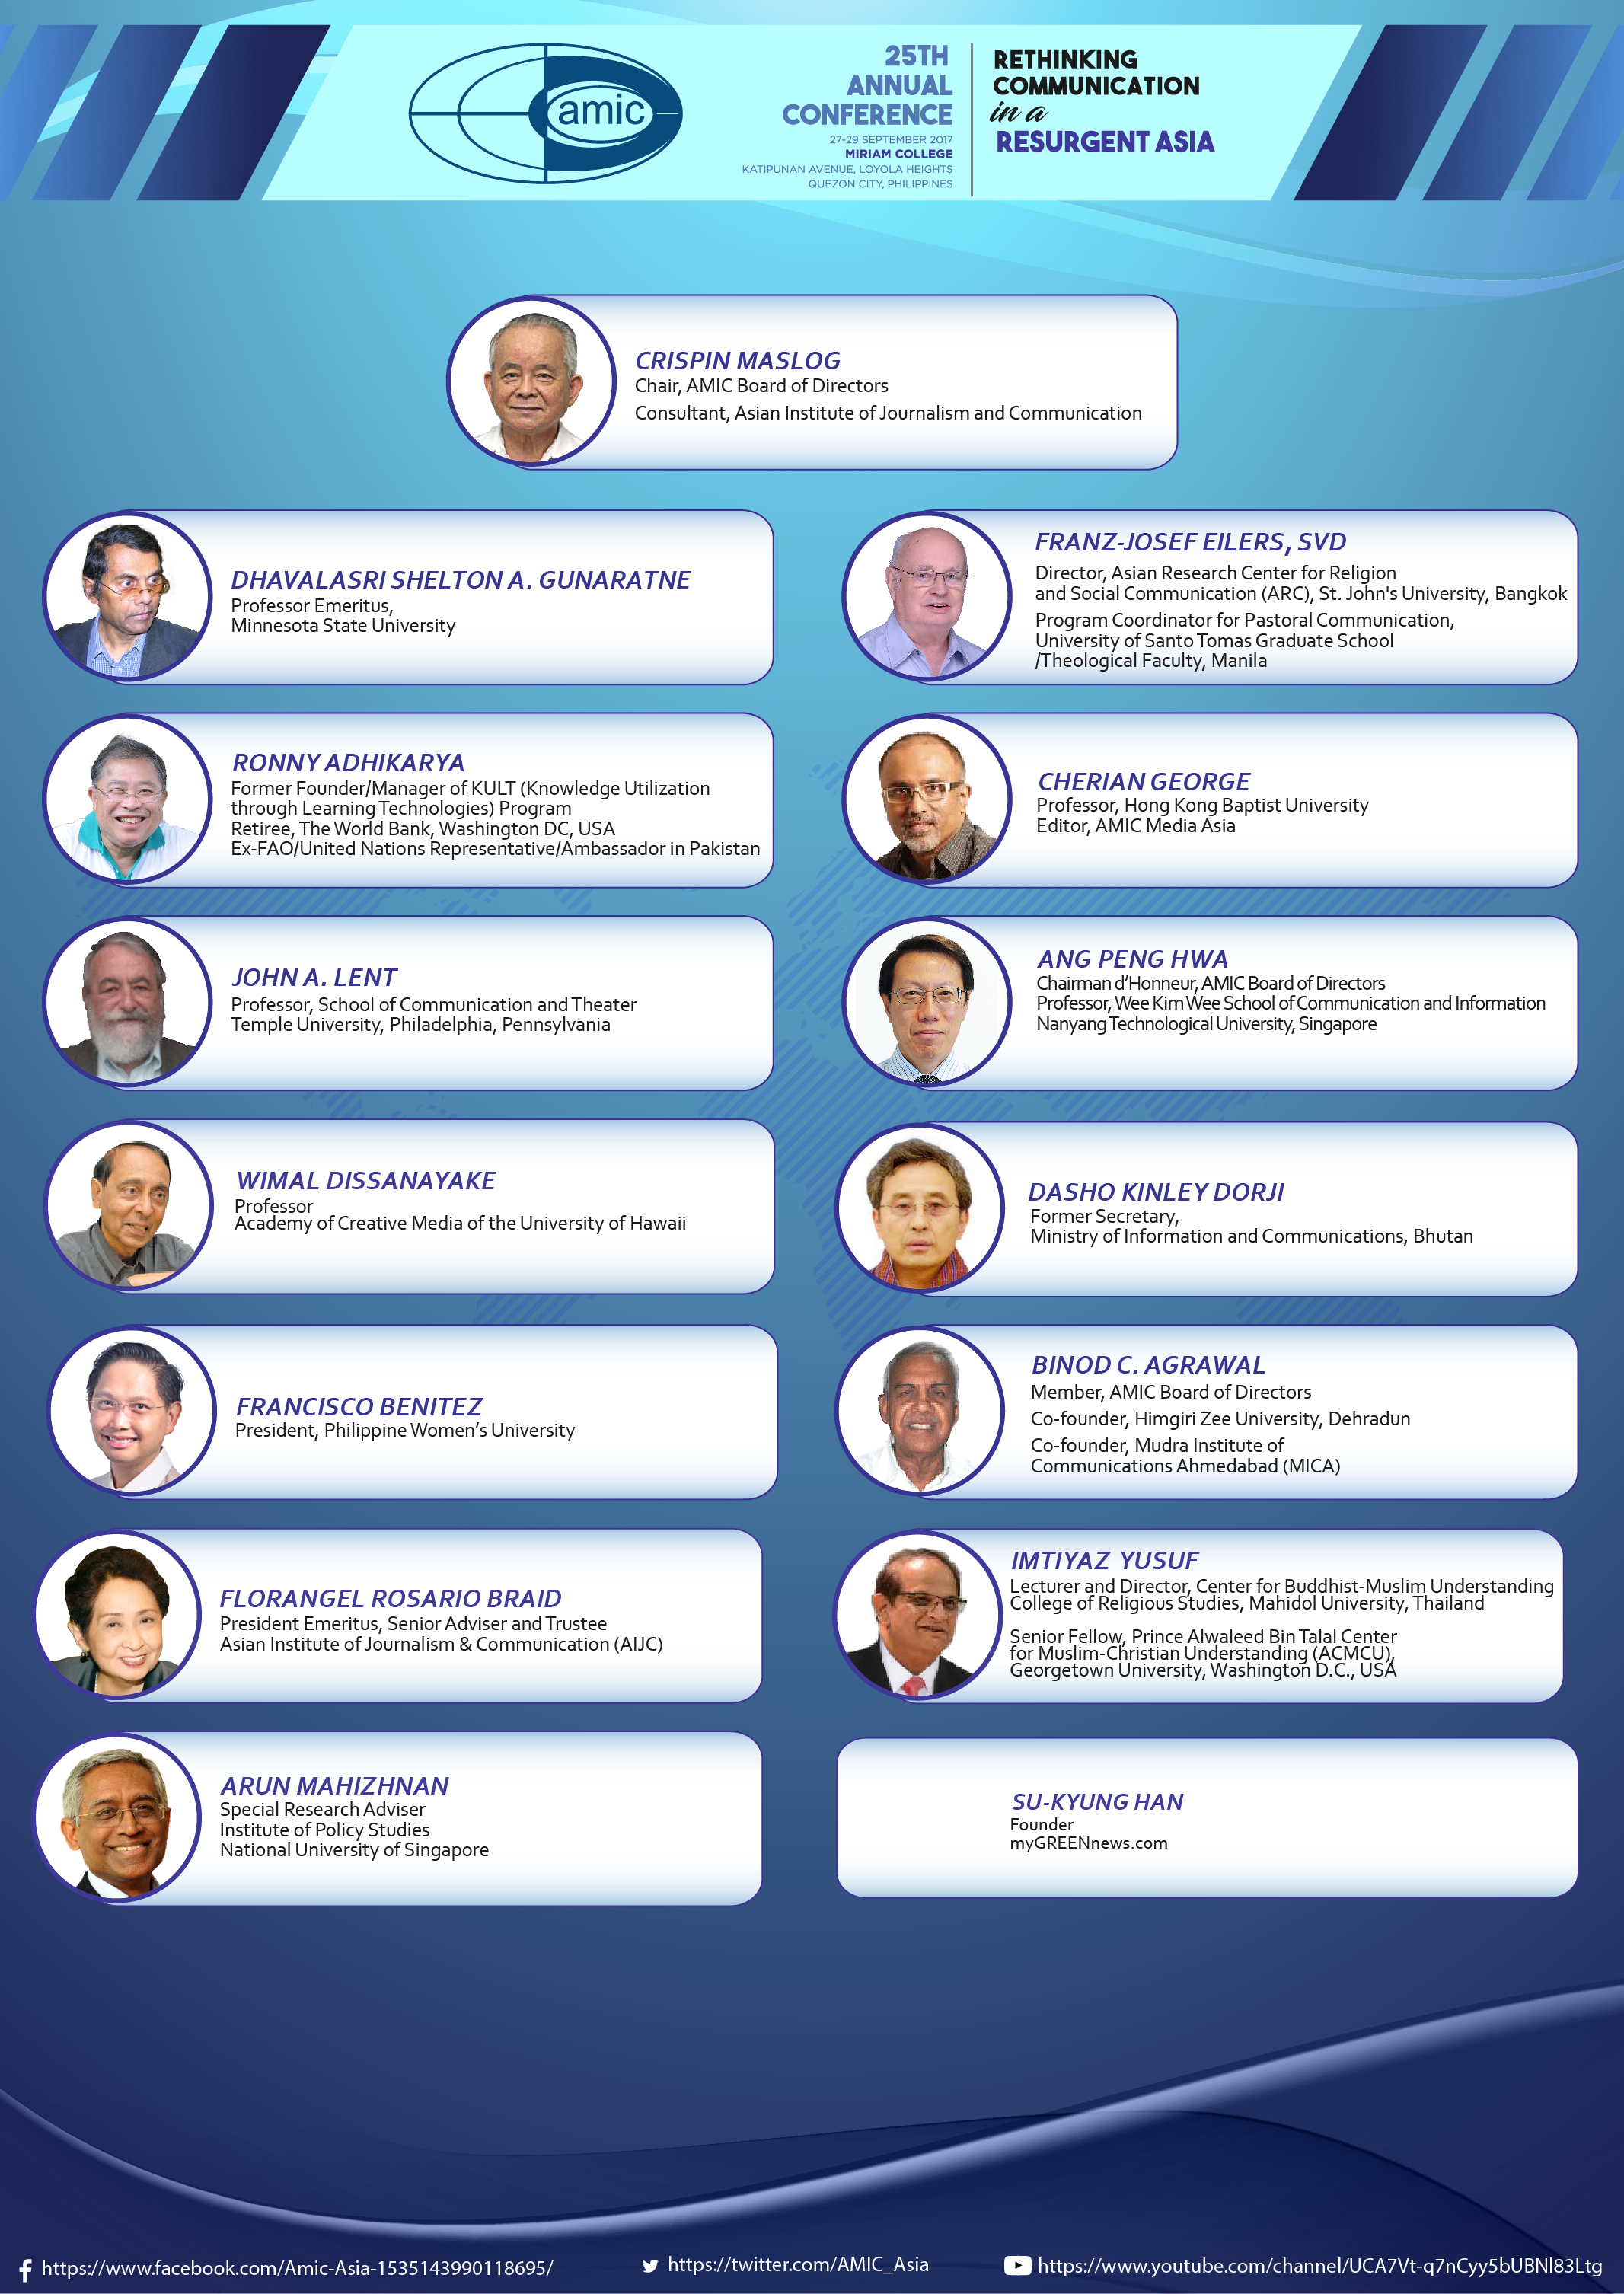 amic
25TH
ANNUAL
CONFERENCE
27-29 SEPTEMBER 2017
MIRIAM COLLEGE
KATIPUNAN AVENUE, LOYOLA HEIGHTS
QUEZON CITY, PHILIPPINES
RETHINKING
COMMUNICATION
in a
RESURGENT ASIA
CRISPIN MASLOG
Chair, AMIC Board of Directors
Consultant, Asian Institute of Journalism and Communication
DHAVALASRI SHELTON A. GUNARATNE
Professor Emeritus,
Minnesota State University
FRANZ-JOSEF EILERS, SVD
Director, Asian Research Center for Religion
and Social Communication (ARC), St. John's University, Bangkok
Program Coordinator for Pastoral Communication,
University of Santo Tomas Graduate School
/Theological Faculty, Manila
RONNY ADHIKARYA
Former Founder/Manager of KULT (Knowledge Utilization
through Learning Technologies) Program
Retiree, The World Bank, Washington DC, USA
Ex-FAO/United Nations Representative/Ambassador in Pakistan
CHERIAN GEORGE
Professor, Hong Kong Baptist University
Editor, AMIC Media Asia
JOHN A. LENT
Professor, School of Communication and Theater
Temple University, Philadelphia, Pennsylvania
ANG PENG HWA
Chairman d’Honneur, AMIC Board of Directors
Professor, Wee Kim Wee School of Communication and Information
Nanyang Technological University, Singapore
WIMAL DISSANAYAKE
Professor
Academy of Creative Media of the University of Hawaii
DASHO KINLEY DORJI
Former Secretary,
Ministry of Information and Communications, Bhutan
FRANCISCO BENITEZ
President, Philippine Women’s University
BINOD C. AGRAWAL
Member, AMIC Board of Directors
Co-founder, Himgiri Zee University, Dehradun
Co-founder, Mudra Institute of
Communications Ahmedabad (MICA)
FLORANGEL ROSARIO BRAID
President Emeritus, Senior Adviser and Trustee
Asian Institute of Journalism & Communication (AIJC)
IMTIYAZ YUSUF
Lecturer and Director, Center for Buddhist-Muslim Understanding
College of Religious Studies, Mahidol University, Thailand
Senior Fellow, Prince Alwaleed Bin Talal Center
for Muslim-Christian Understanding (ACMCU),
Georgetown University, Washington D.C., USA
ARUN MAHIZHNAN
Special Research Adviser
Institute of Policy Studies
National University of Singapore
SU-KYUNG HAN
Founder
myGREENnews.com
https://www.facebook.com/Amic-Asia-1535143990118695/
https://twitter.com/AMIC_Asia
https://www.youtube.com/channel/UCA7Vt-q7nCyy5bUBNl83Ltg